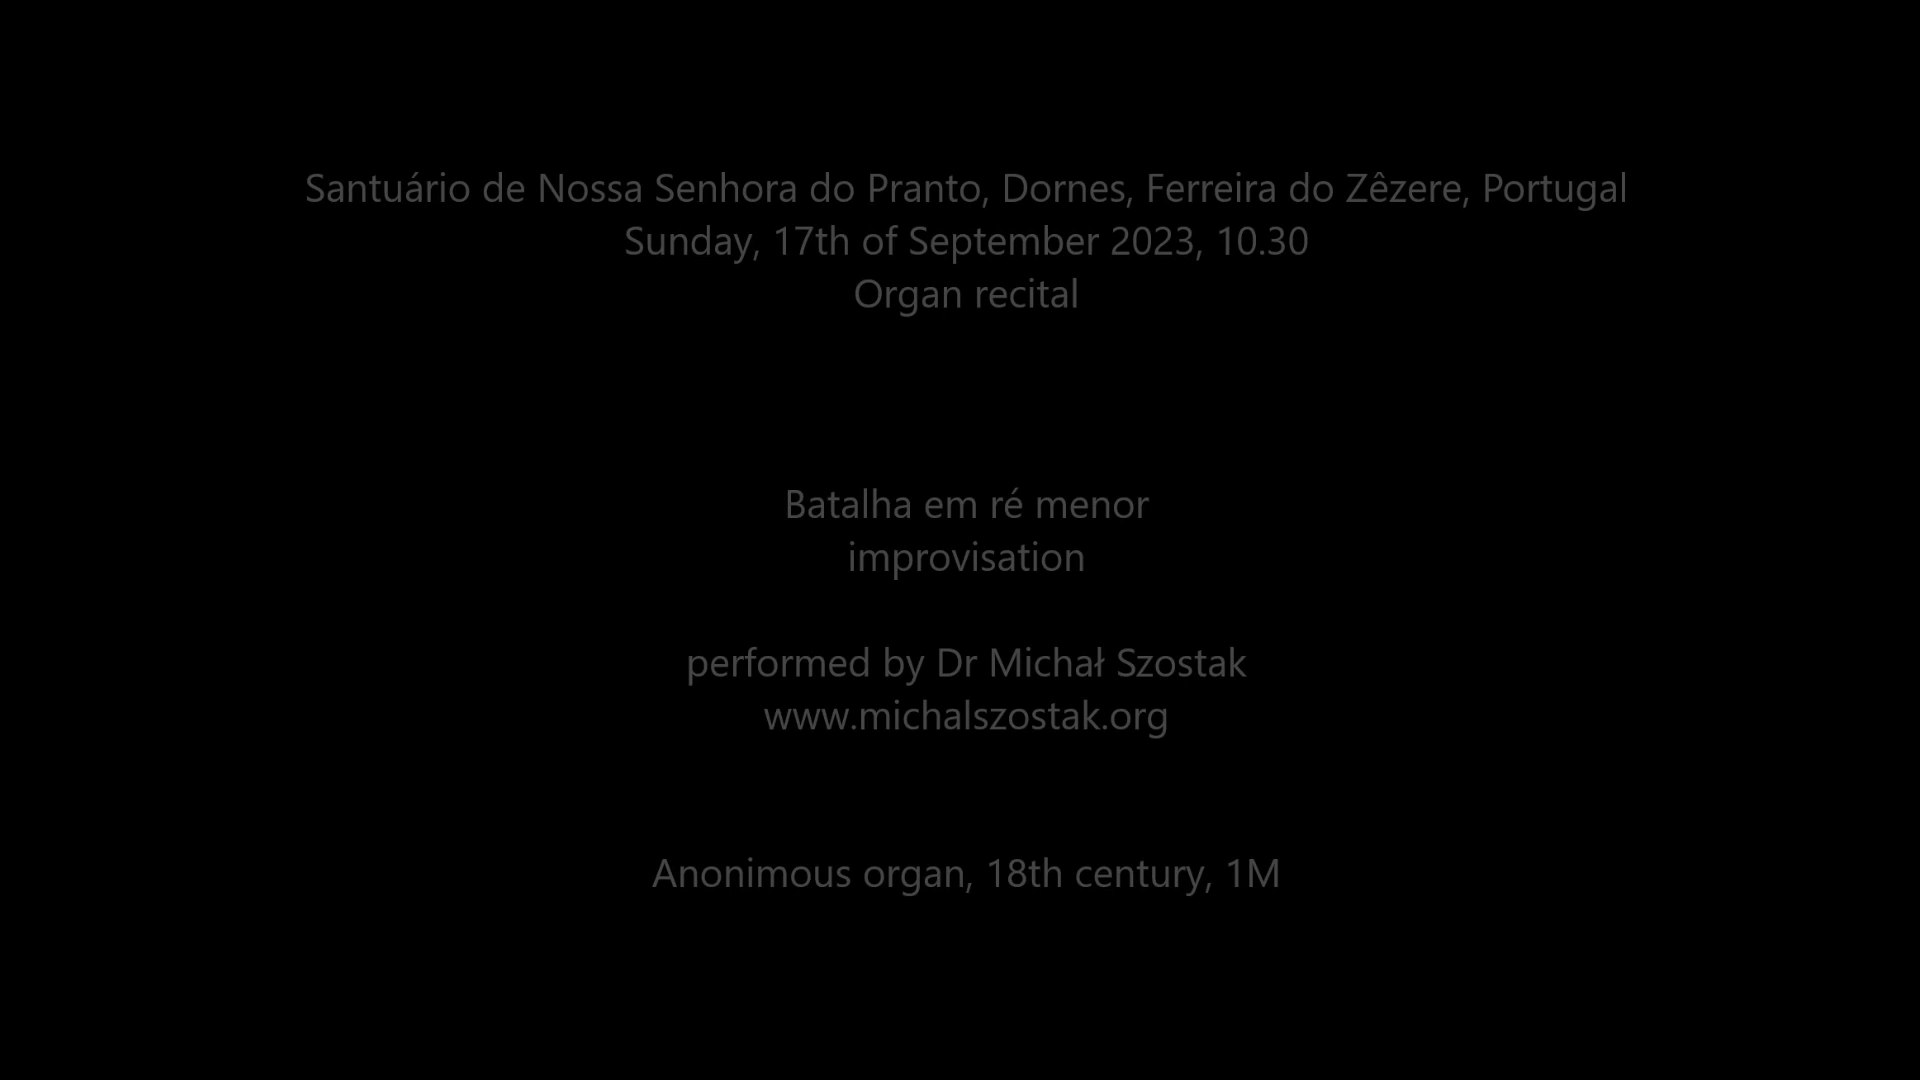 Santuário de Nossa Senhora do Pranto, Dornes, Ferreira do Zêzere, Portugal
Sunday, 17th of September 2023, 10.30
Organ recital
Batalha em ré menor
improvisation
performed by Dr Michał Szostak
www.michalszostak.org
Anonimous organ, 18th century, 1M